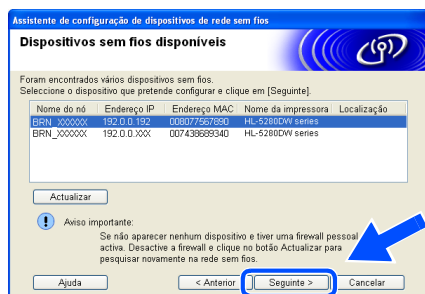 Assistente de configuração de dispositivos de rede sem fios
Dispositivos sem fios disponíveis
Foram encontrados vários dispositivos sem fios.
Seleccione o dispositivo que pretende configurar e clique em [Seguinte].
Nome do nó Endereço IP Endereço MAC Nome da impressora Localização
BRN_XXXXXX 192.0.0.192 008077567890 HL-5280DW series
BRN_XXXXXX 192.0.0.XXX 007438689340 HL-5280DW series
Actualizar
Aviso importante:
Se não aparecer nenhum dispositivo e tiver uma firewall pessoal
activa. Desactive a firewall e clique no botão Actualizar para
pesquisar novamente na rede sem fios.
Ajuda < Anterior Seguinte > Cancelar